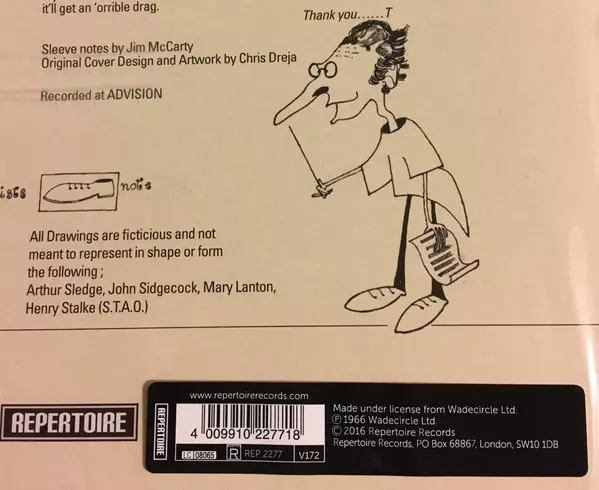 it'll get an 'orrible drag.
Thank you......T
Sleeve notes by Jim McCarty
Original Cover Design and Artwork by Chris Dreja
Recorded at ADVISION
note
All Drawings are ficticious and not
meant to represent in shape or form
the following ;
Arthur Sledge, John Sidgecock, Mary Lanton,
Henry Stalke (S.T.A.O.)
REPERTOIRE
REPERTOIRE
www.repertoirerecords.com
4 009910 227718
LC 08065
R REP 2277 V172
Made under license from Wadecircle Ltd.
Ⓟ 1966 Wadecircle Ltd.
© 2016 Repertoire Records
Repertoire Records, PO Box 68867, London, SW10 1DB